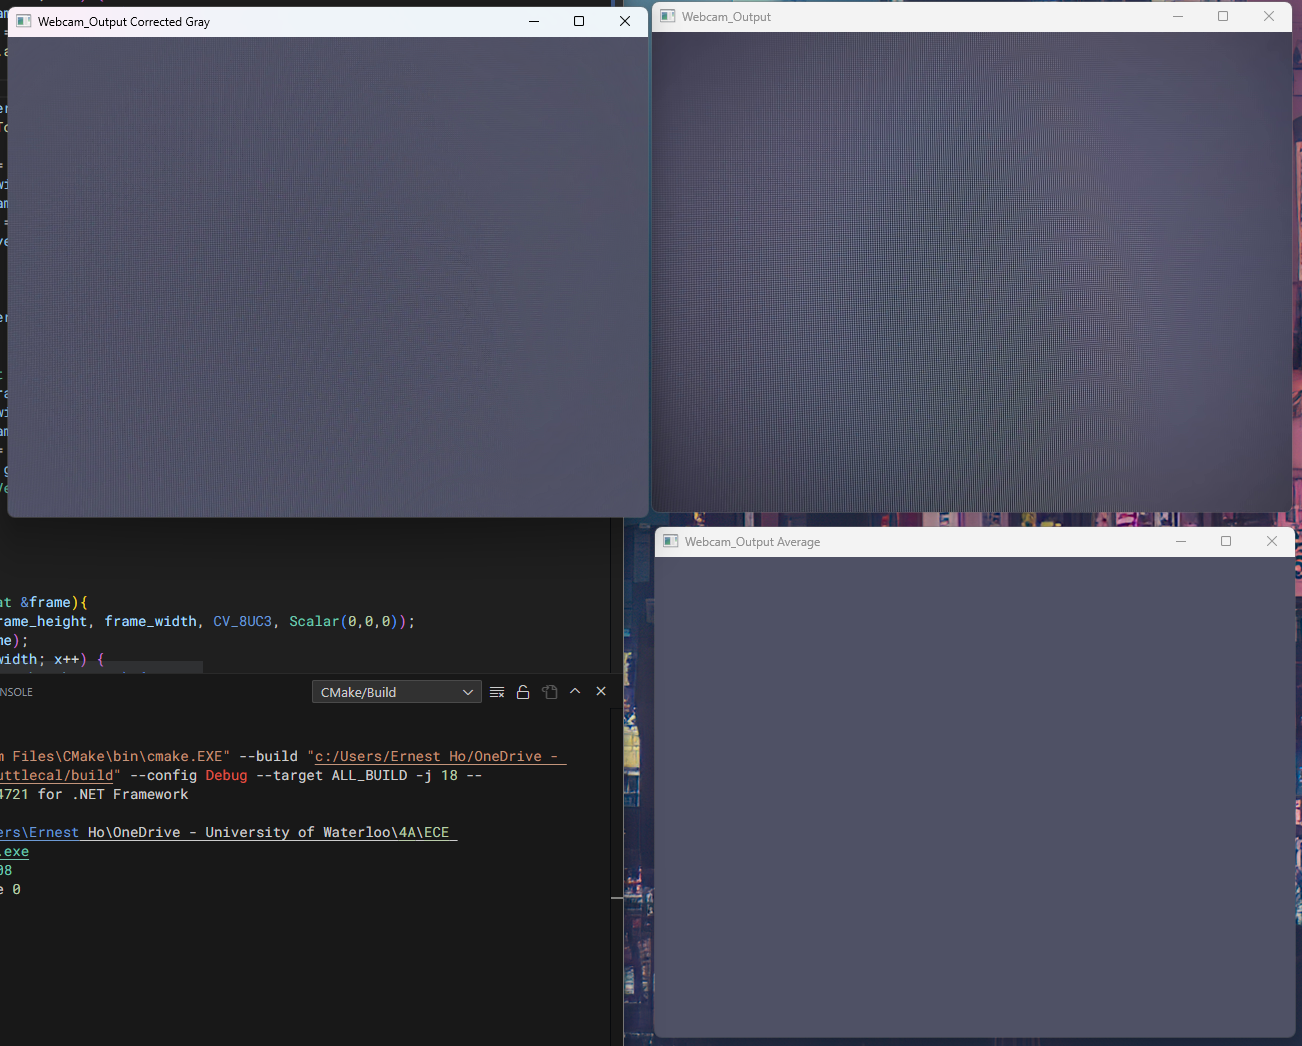 Webcam_Output Corrected Gray
Webcam_Output
Webcam_Output Average
at &frame){
rame_height, frame_width, CV_8UC3, Scalar(0,0,0));
me);
width; x++) {
NSOLE
CMake/Build
m Files\CMake\bin\cmake.EXE" --build "c:/Users/Ernest Ho/OneDrive -
uttlecal/build" --config Debug --target ALL_BUILD -j 18 --
4721 for .NET Framework
ers\Ernest Ho\OneDrive - University of Waterloo\4A\ECE
.exe
08
e 0